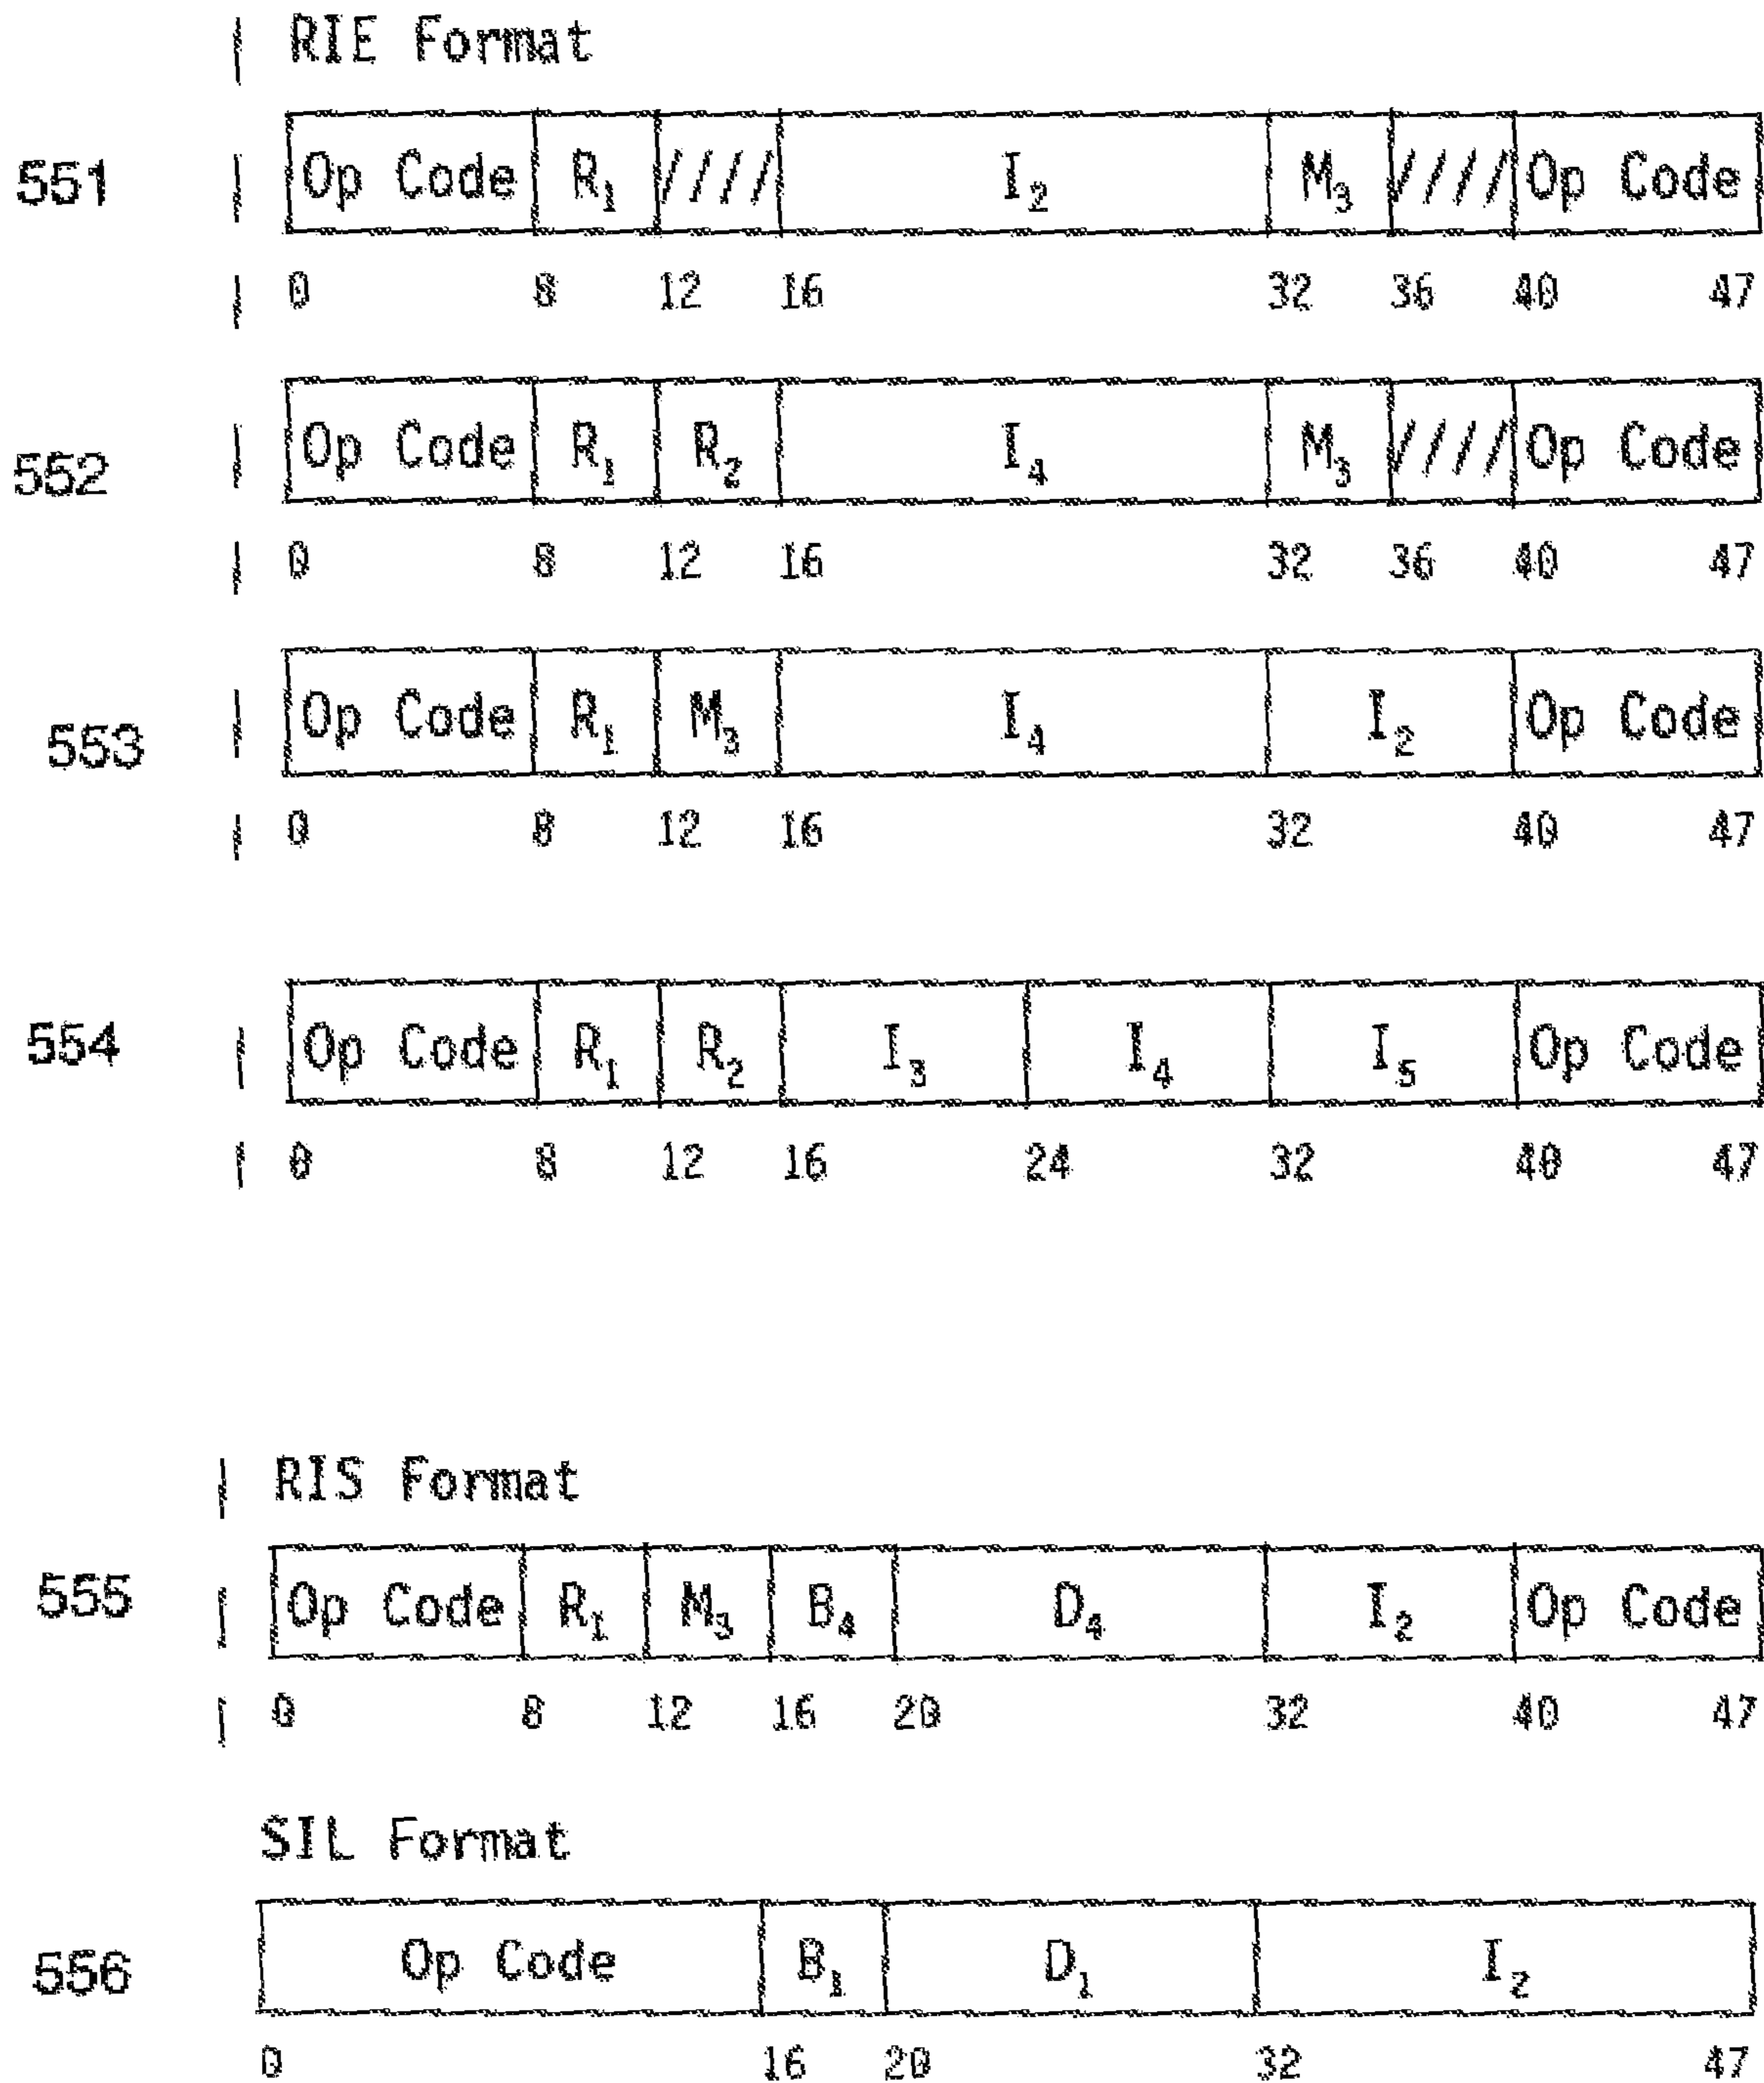 RIE Format
551 Op Code R₁ //// I₂ M₃ //// Op Code
0 8 12 16 32 36 40 47
552 Op Code R₁ R₂ I₄ M₃ //// Op Code
0 8 12 16 32 36 40 47
553 Op Code R₁ M₃ I₄ I₂ Op Code
0 8 12 16 32 40 47
554 Op Code R₁ R₂ I₃ I₄ I₅ Op Code
0 8 12 16 24 32 40 47
RIS Format
555 Op Code R₁ M₃ B₄ D₄ I₂ Op Code
0 8 12 16 20 32 40 47
SIL Format
556 Op Code B₁ D₁ I₂
0 16 20 32 47